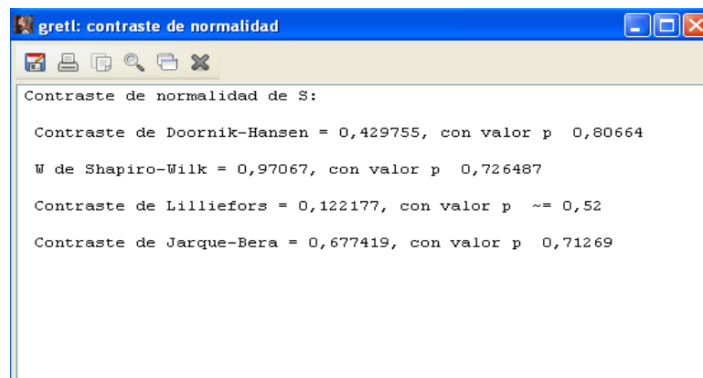 gretl: contraste de normalidad
Contraste de normalidad de S:
Contraste de Doornik-Hansen = 0,429755, con valor p 0,80664
W de Shapiro-Wilk = 0,97067, con valor p 0,726487
Contraste de Lilliefors = 0,122177, con valor p ~= 0,52
Contraste de Jarque-Bera = 0,677419, con valor p 0,71269